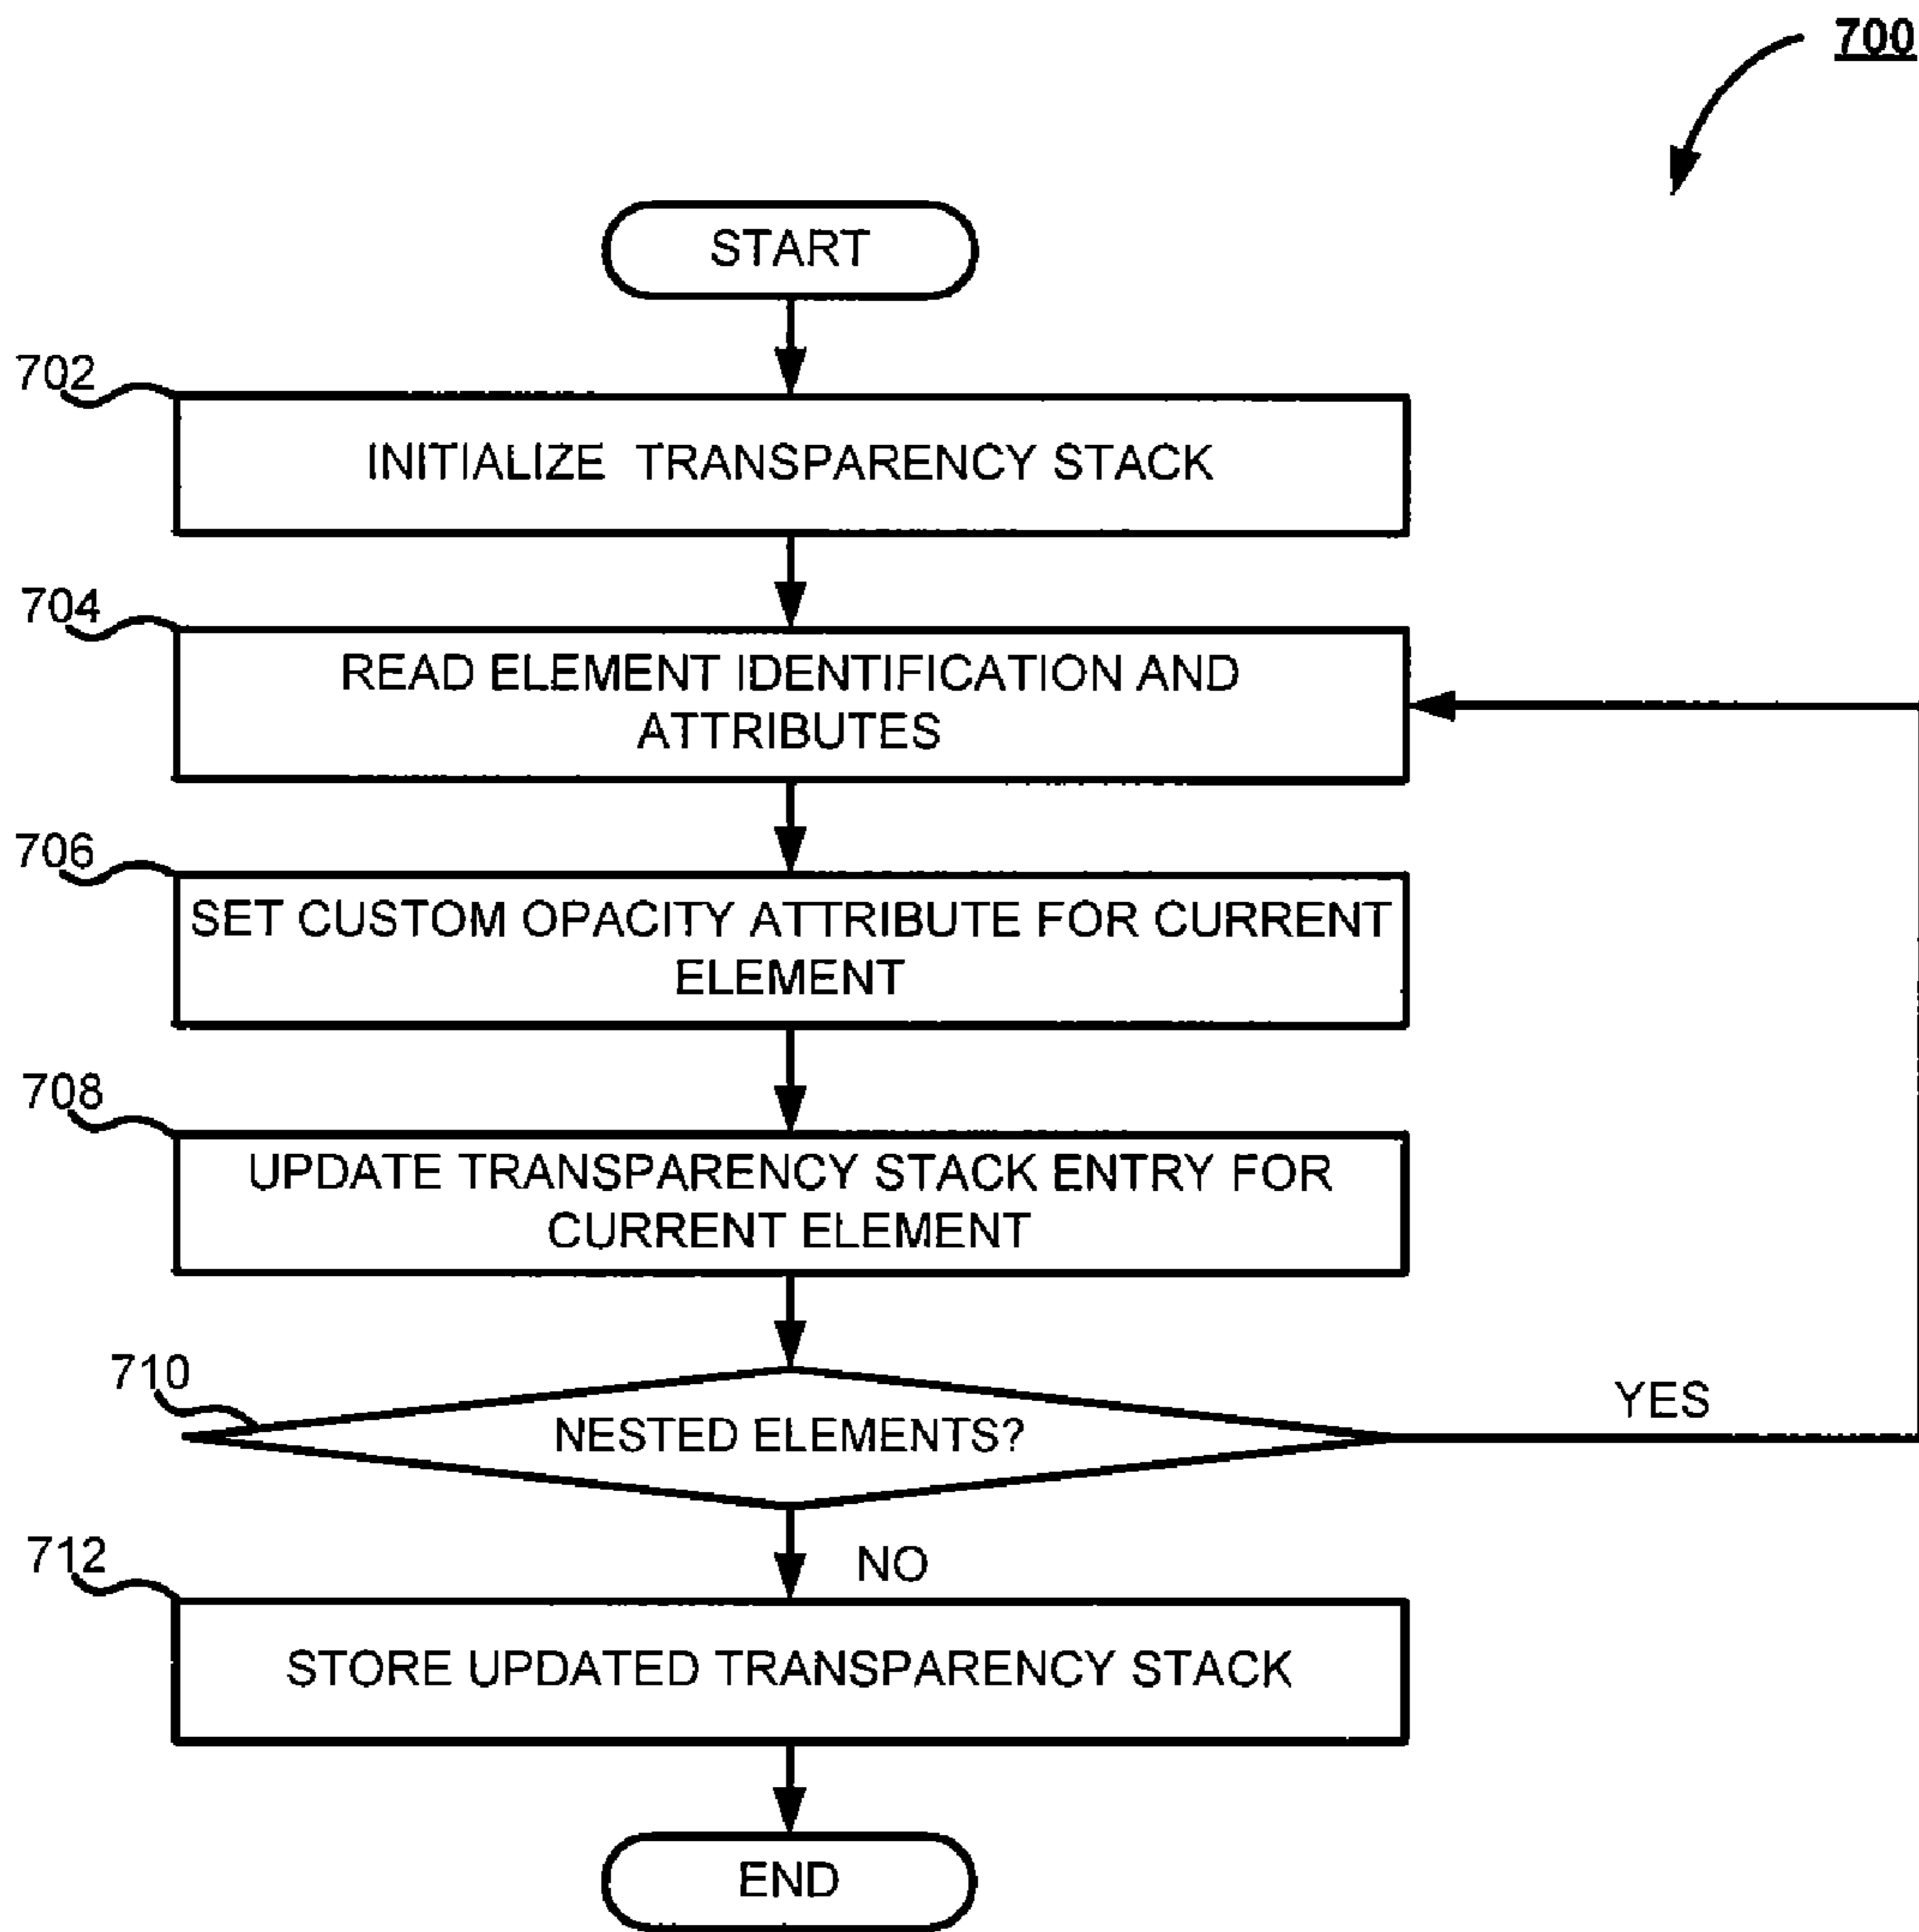 700
START
702
INITIALIZE TRANSPARENCY STACK
704
READ ELEMENT IDENTIFICATION AND
ATTRIBUTES
706
SET CUSTOM OPACITY ATTRIBUTE FOR CURRENT
ELEMENT
708
UPDATE TRANSPARENCY STACK ENTRY FOR
CURRENT ELEMENT
710
NESTED ELEMENTS?
YES
NO
712
STORE UPDATED TRANSPARENCY STACK
END